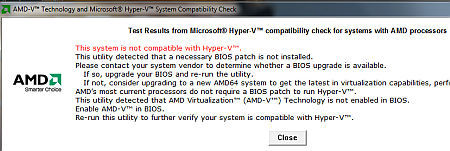 AMD-V™ Technology and Microsoft® Hyper-V™ System Compatibility Check
Test Results from Microsoft® Hyper-V™ compatibility check for systems with AMD processors
This system is not compatible with Hyper-V™.
This utility detected that a necessary BIOS patch is not installed.
Please contact your system vendor to determine whether a BIOS upgrade is available.
If so, upgrade your BIOS and re-run the utility.
If not, consider upgrading to a new AMD64 system to get the latest in virtualization capabilities,
AMD's most current processors do not require a BIOS patch to run Hyper-V™.
This utility detected that AMD Virtualization™ (AMD-V™) Technology is not enabled in BIOS.
Enable AMD-V™ in BIOS.
Re-run this utility to further verify your system is compatible with Hyper-V™.
AMD
Smarter Choice
Close